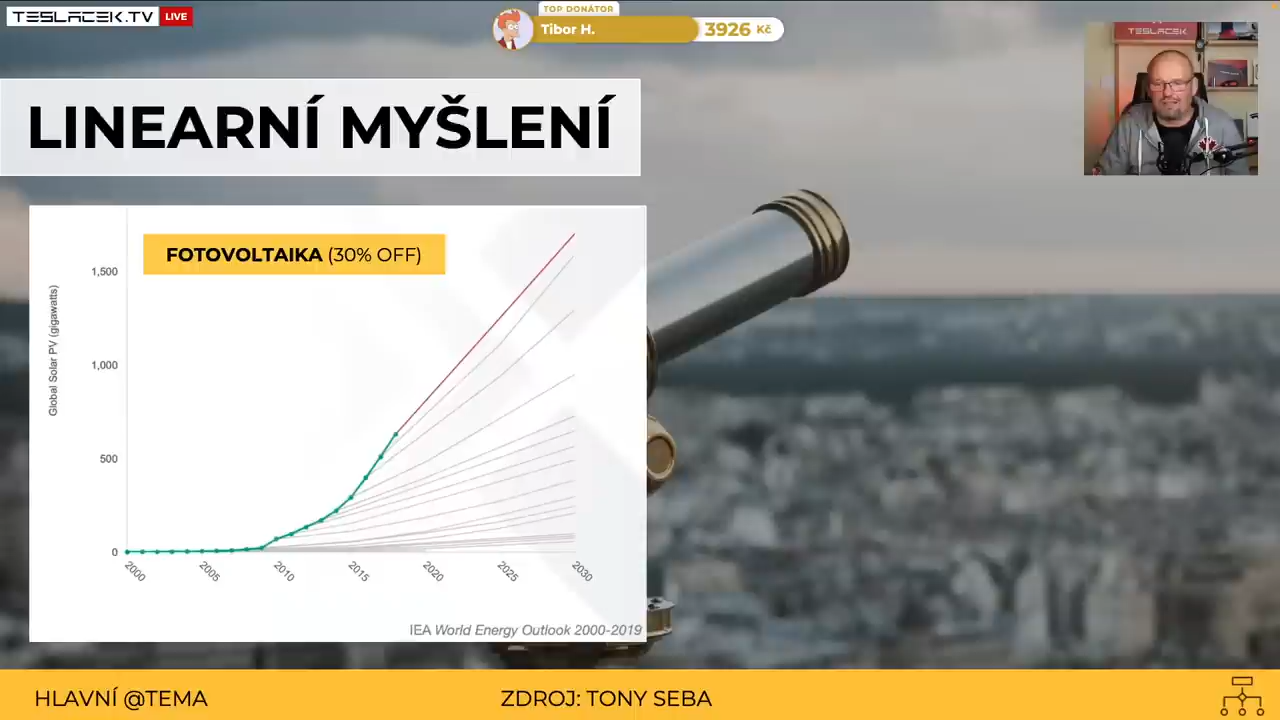 TESLACEK.TV LIVE
TOP DONÁTOR
Tibor H. 3926 Kč
TESLACEK
LINEARNÍ MYŠLENÍ
FOTOVOLTAIKA (30% OFF)
Global Solar PV (gigawatts)
1,500
1,000
500
0
2000 2005 2010 2015 2020 2025 2030
IEA World Energy Outlook 2000-2019
HLAVNÍ @TEMA
ZDROJ: TONY SEBA